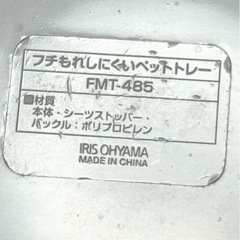 フチもれしにくいペットトレー
FMT-485
■材質
本体・シーツストッパー・
バックル:ポリプロピレン
IRIS OHYAMA
MADE IN CHINA